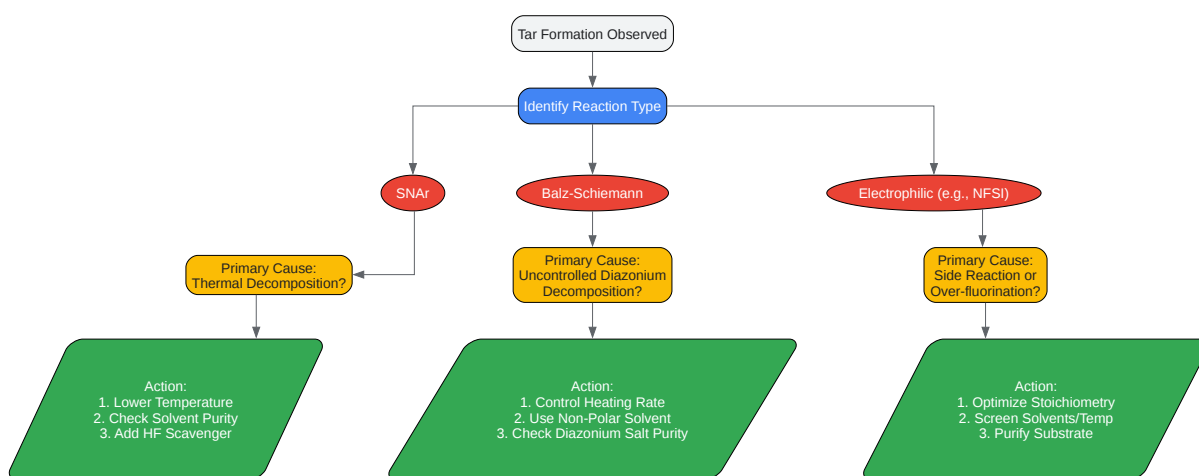 Tar Formation Observed
Identify Reaction Type
SNAr
Balz-Schiemann
Electrophilic (e.g., NFSI)
Primary Cause:
Thermal Decomposition?
Primary Cause:
Uncontrolled Diazonium
Decomposition?
Primary Cause:
Side Reaction or
Over-fluorination?
Action:
1. Lower Temperature
2. Check Solvent Purity
3. Add HF Scavenger
Action:
1. Control Heating Rate
2. Use Non-Polar Solvent
3. Check Diazonium Salt Purity
Action:
1. Optimize Stoichiometry
2. Screen Solvents/Temp
3. Purify Substrate